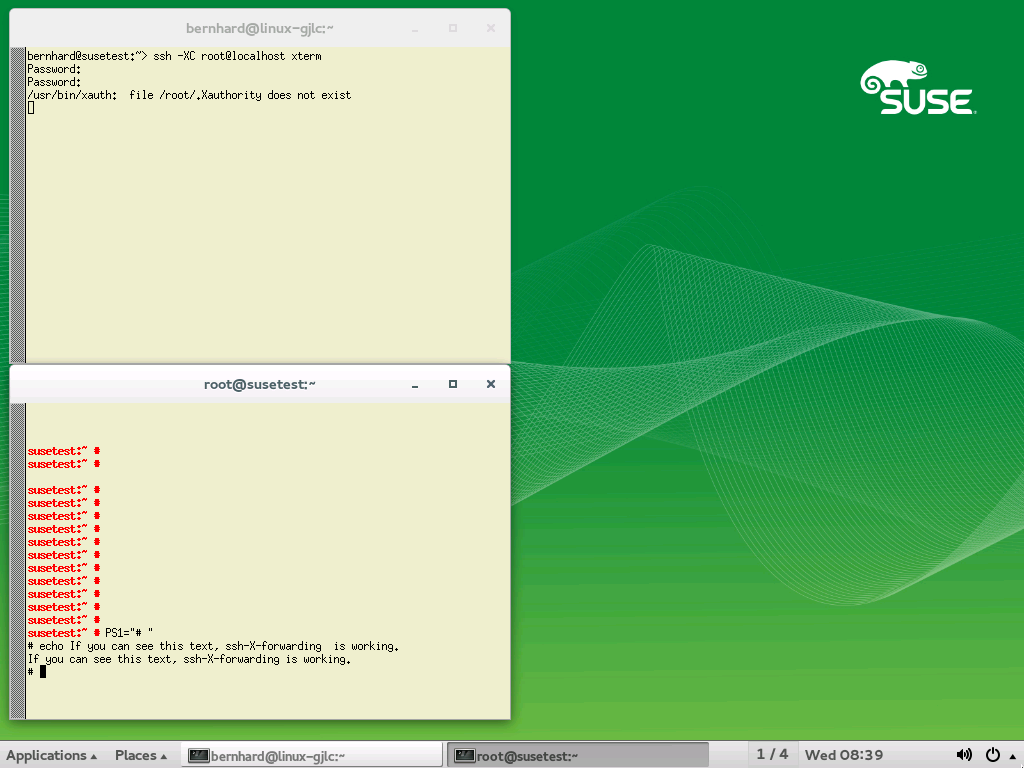 bernhard@linux-gjlc:~
bernhard@susetest:~> ssh -XC root@localhost xterm
Password:
Password:
/usr/bin/xauth:  file /root/.Xauthority does not exist
SUSE
root@susetest:~
susetest:~ #
susetest:~ #
susetest:~ #
susetest:~ #
susetest:~ #
susetest:~ #
susetest:~ #
susetest:~ #
susetest:~ #
susetest:~ #
susetest:~ #
susetest:~ #
susetest:~ #
susetest:~ # PS1="# "
# echo If you can see this text, ssh-X-forwarding  is working.
If you can see this text, ssh-X-forwarding is working.
#
Applications Places bernhard@linux-gjlc:~ root@susetest:~ 1 / 4 Wed 08:39